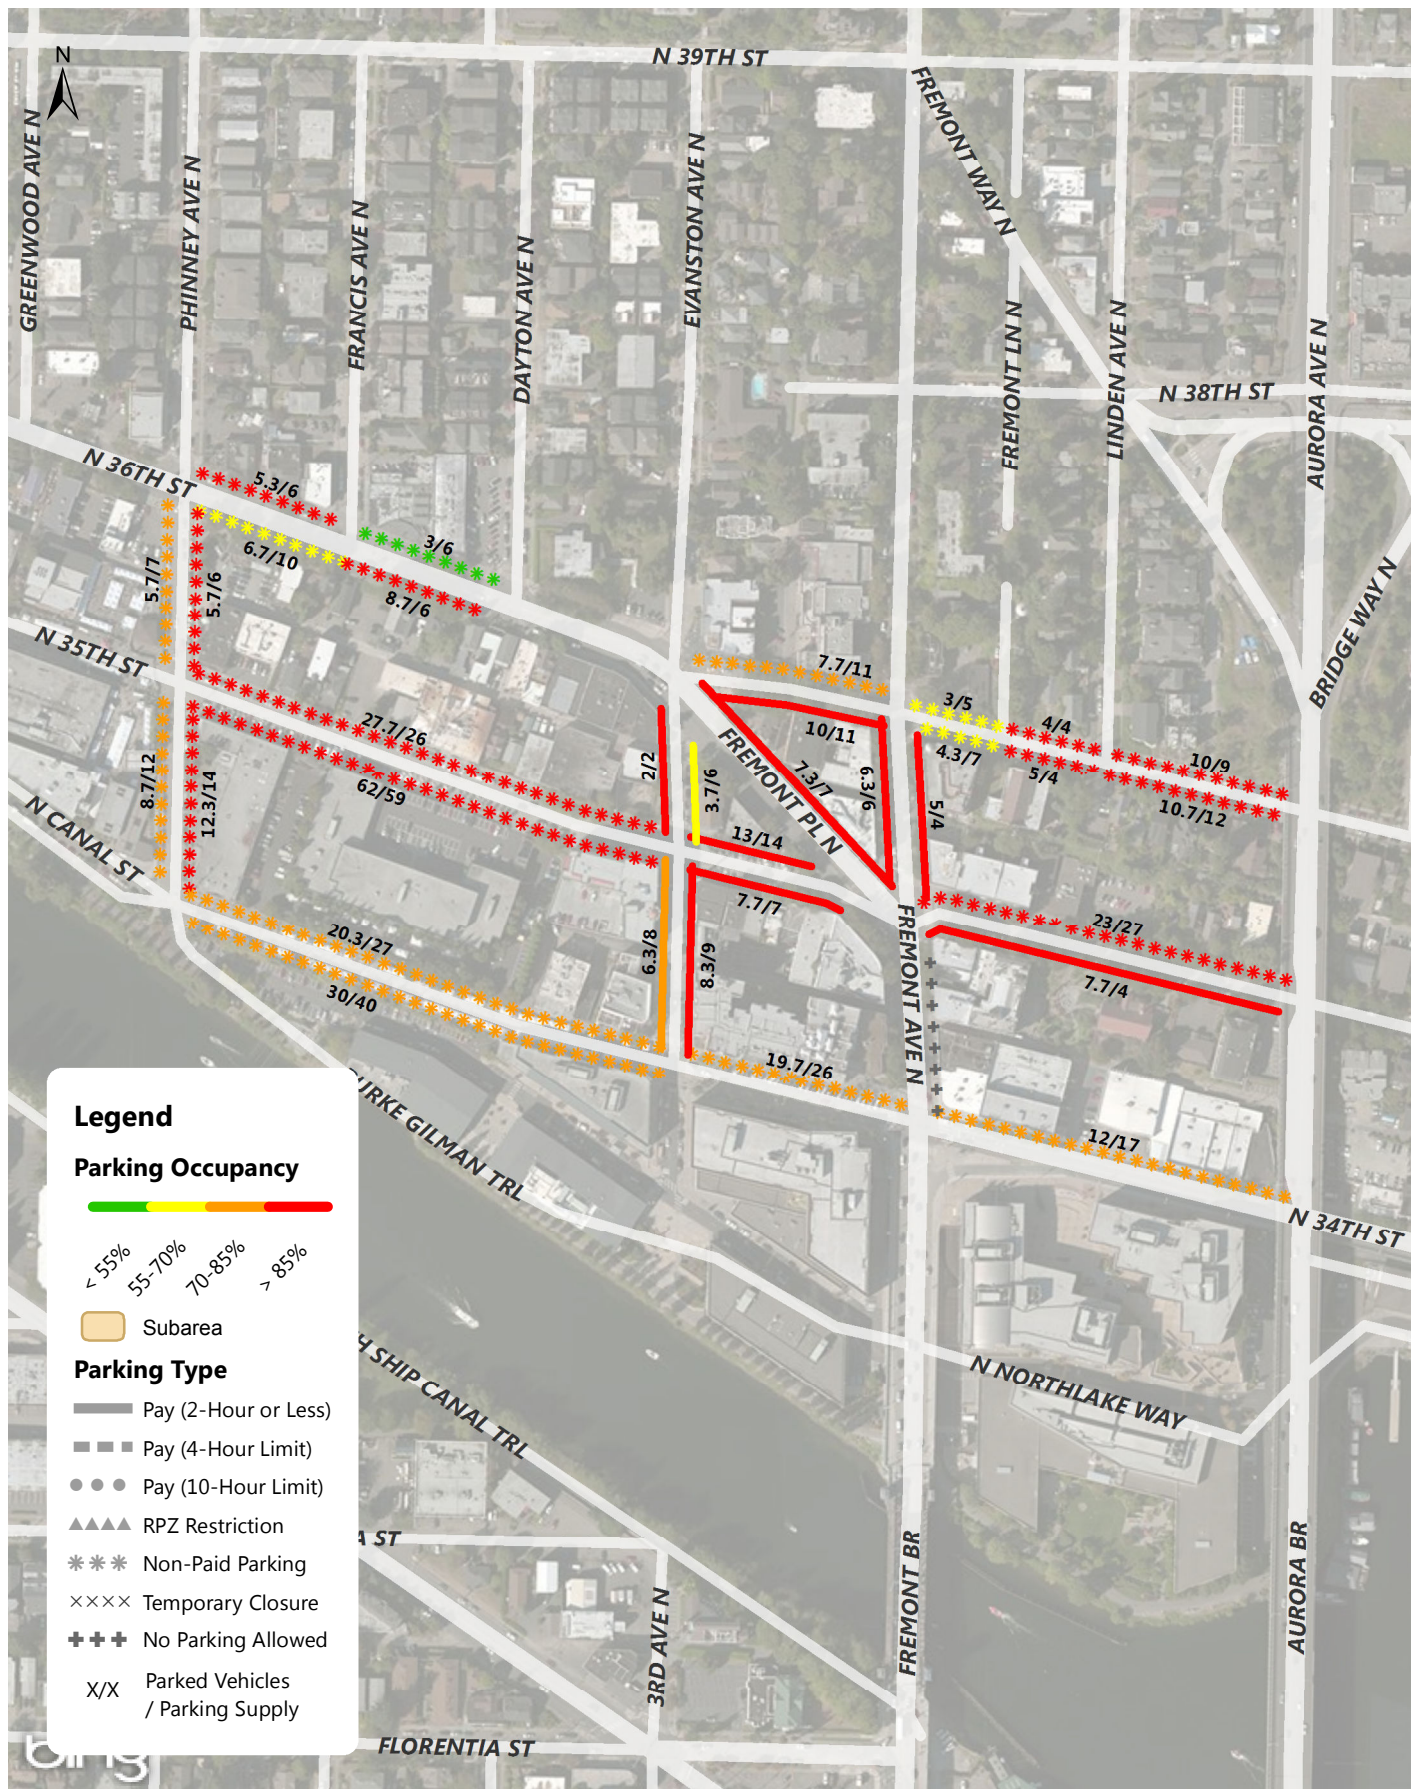 N 39TH ST
N
FREMONT WAY N
GREENWOOD AVE N
PHINNEY AVE N
FRANCIS AVE N
DAYTON AVE N
EVANSTON AVE N
FREMONT LN N
LINDEN AVE N
N 38TH ST
AURORA AVE N
BRIDGE WAY N
N 36TH ST
5.3/6
3/6
6.7/10
8.7/6
5.7/7
5.7/6
N 35TH ST
7.7/11
3/5
4/4
10/9
4.3/7
5/4
10.7/12
10/11
FREMONT PL N
7.3/7
6.3/6
5/4
2/2
3.7/6
27.7/26
62/59
8.7/12
12.3/14
N CANAL ST
13/14
7.7/7
20.3/27
30/40
6.3/8
8.3/9
FREMONT AVE N
23/27
7.7/4
19.7/26
12/17
N 34TH ST
URKE GILMAN TRL
Legend
Parking Occupancy
< 55%
55-70%
70-85%
> 85%
Subarea
Parking Type
Pay (2-Hour or Less)
Pay (4-Hour Limit)
Pay (10-Hour Limit)
RPZ Restriction
Non-Paid Parking
Temporary Closure
No Parking Allowed
X/X
Parked Vehicles
/ Parking Supply
H SHIP CANAL TRL
N NORTHLAKE WAY
A ST
3RD AVE N
FREMONT BR
AURORA BR
FLORENTIA ST
bing